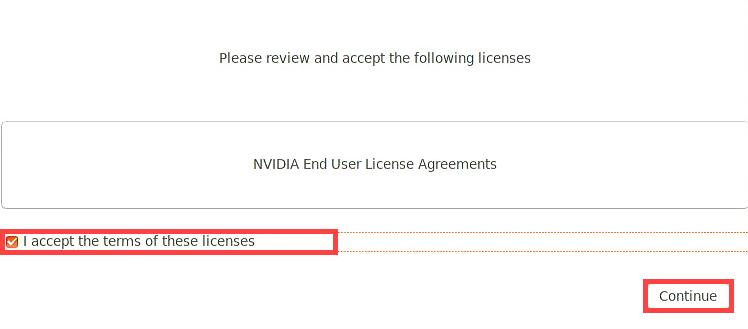 Please review and accept the following licenses
NVIDIA End User License Agreements
I accept the terms of these licenses
Continue